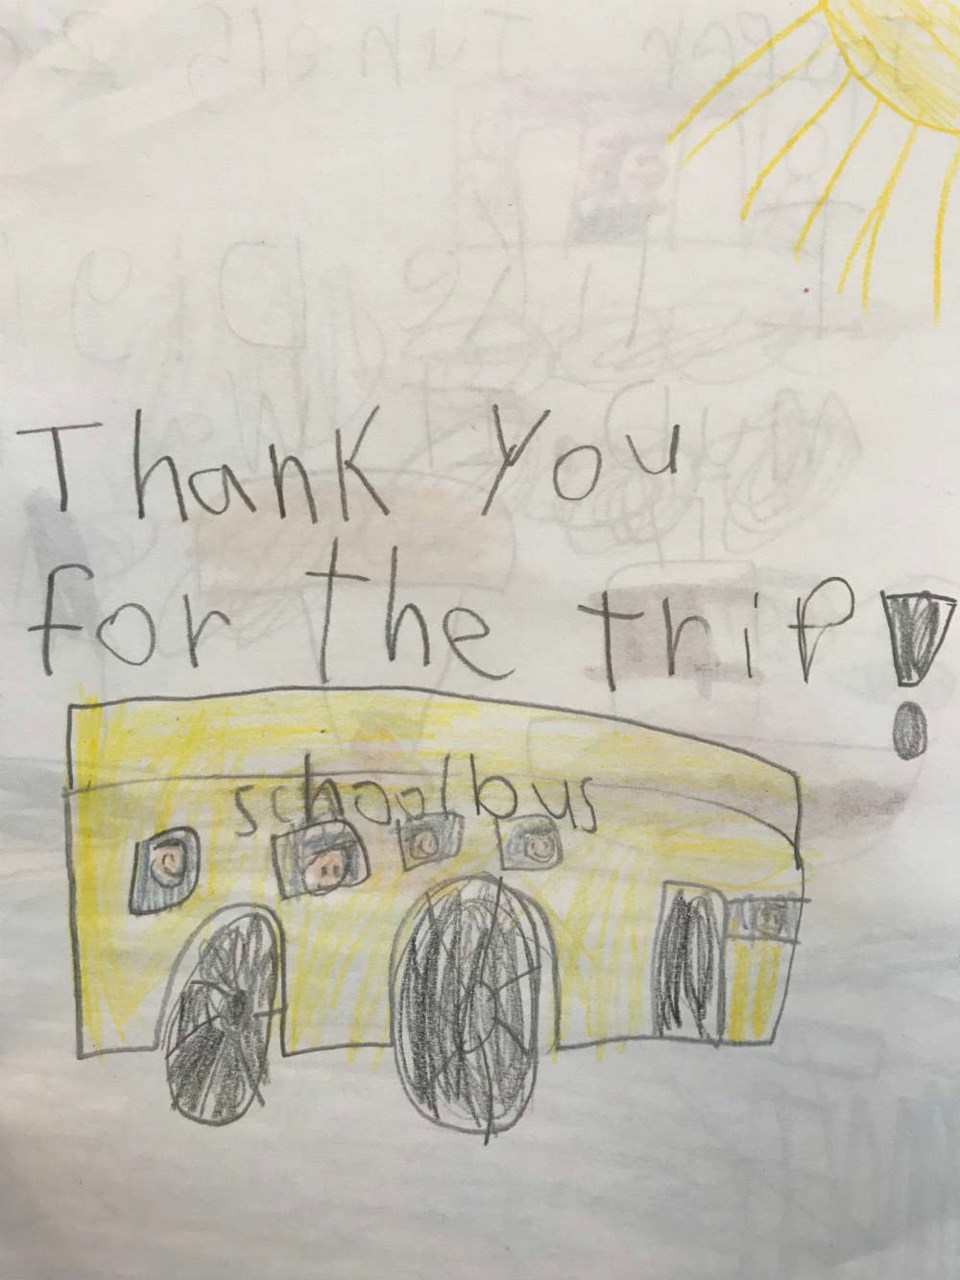 Thank you
for the trip!
schoolbus